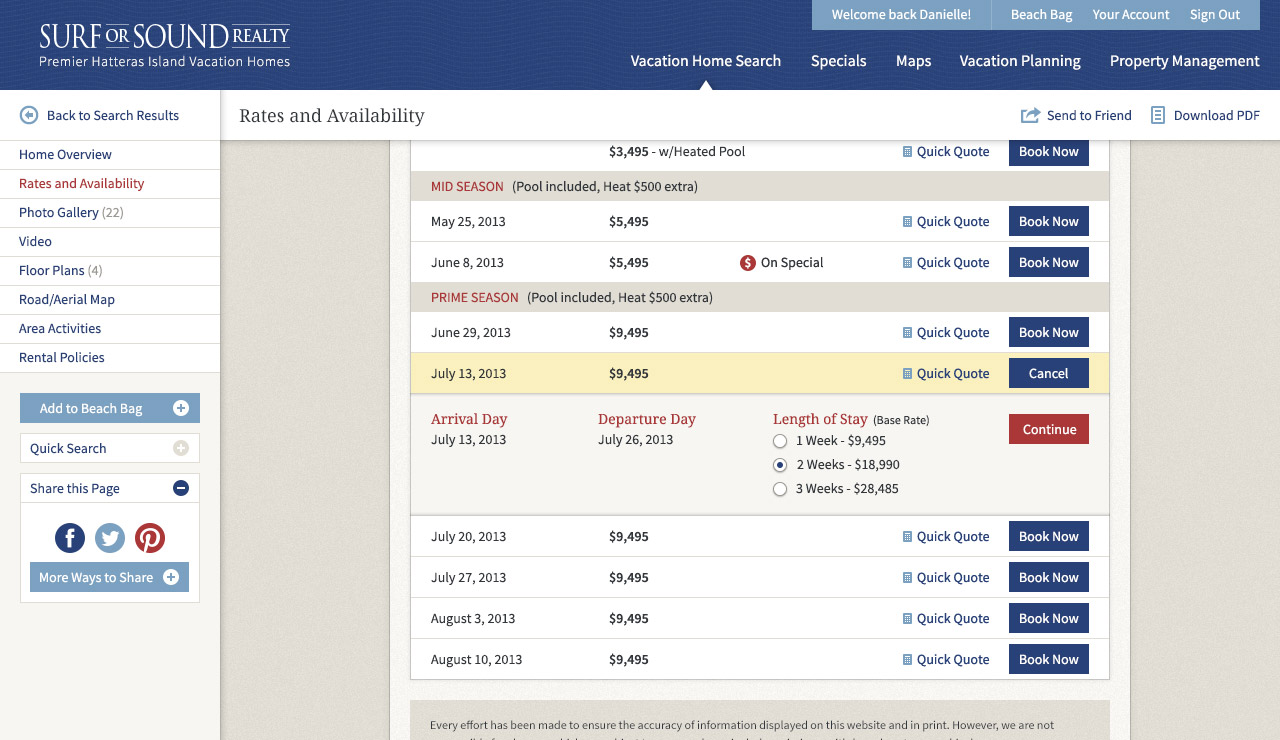 Welcome back Danielle!
Beach Bag
Your Account
Sign Out
SURF OR SOUND REALTY
Premier Hatteras Island Vacation Homes
Vacation Home Search
Specials
Maps
Vacation Planning
Property Management
Back to Search Results
Rates and Availability
Send to Friend
Download PDF
Home Overview
Rates and Availability
Photo Gallery (22)
Video
Floor Plans (4)
Road/Aerial Map
Area Activities
Rental Policies
Add to Beach Bag
Quick Search
Share this Page
More Ways to Share
$3,495 - w/Heated Pool Quick Quote Book Now
MID SEASON (Pool included, Heat $500 extra)
May 25, 2013 $5,495 Quick Quote Book Now
June 8, 2013 $5,495 $ On Special Quick Quote Book Now
PRIME SEASON (Pool included, Heat $500 extra)
June 29, 2013 $9,495 Quick Quote Book Now
July 13, 2013 $9,495 Quick Quote Cancel
Arrival Day
July 13, 2013
Departure Day
July 26, 2013
Length of Stay (Base Rate)
1 Week - $9,495
2 Weeks - $18,990
3 Weeks - $28,485
Continue
July 20, 2013 $9,495 Quick Quote Book Now
July 27, 2013 $9,495 Quick Quote Book Now
August 3, 2013 $9,495 Quick Quote Book Now
August 10, 2013 $9,495 Quick Quote Book Now
Every effort has been made to ensure the accuracy of information displayed on this website and in print. However, we are not